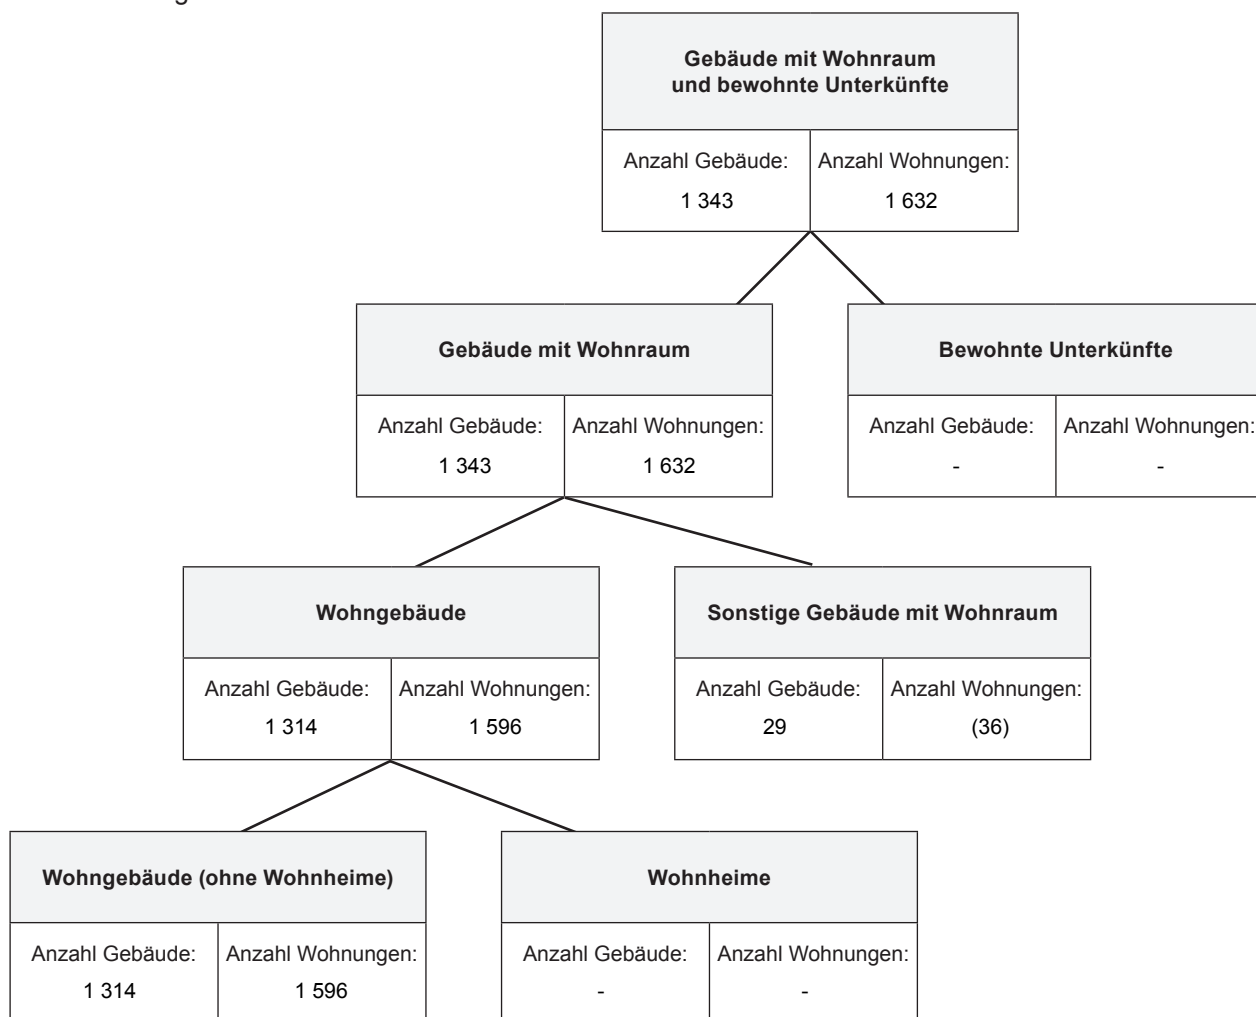 Gebäude mit Wohnraum
und bewohnte Unterkünfte
Anzahl Gebäude: Anzahl Wohnungen:
1 343 1 632
Gebäude mit Wohnraum
Anzahl Gebäude: Anzahl Wohnungen:
1 343 1 632
Bewohnte Unterkünfte
Anzahl Gebäude: Anzahl Wohnungen:
- -
Wohngebäude
Anzahl Gebäude: Anzahl Wohnungen:
1 314 1 596
Sonstige Gebäude mit Wohnraum
Anzahl Gebäude: Anzahl Wohnungen:
29 (36)
Wohngebäude (ohne Wohnheime)
Anzahl Gebäude: Anzahl Wohnungen:
1 314 1 596
Wohnheime
Anzahl Gebäude: Anzahl Wohnungen:
- -